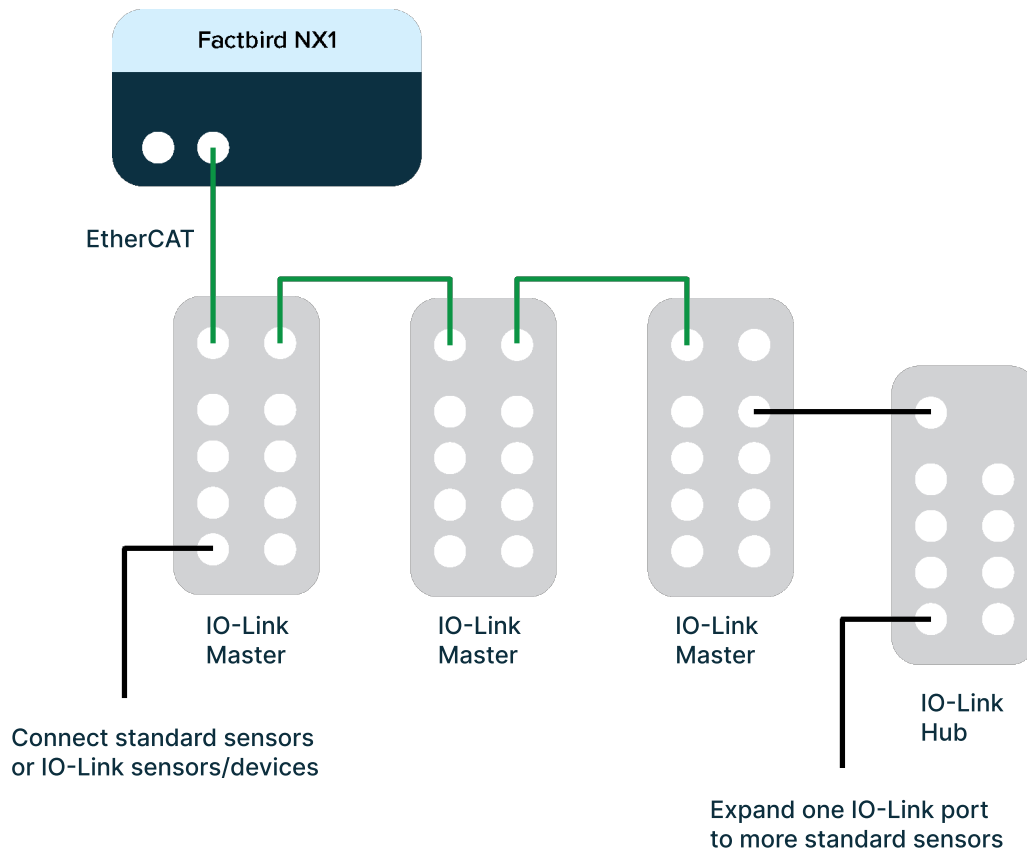 Factbird NX1
EtherCAT
IO-Link
Master
IO-Link
Master
IO-Link
Master
IO-Link
Hub
Connect standard sensors
or IO-Link sensors/devices
Expand one IO-Link port
to more standard sensors